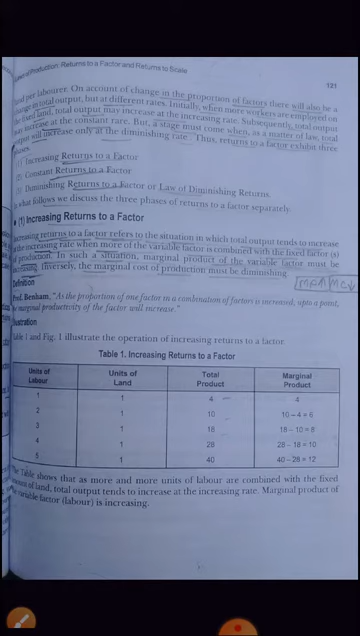 Laws of Production: Returns to a Factor and Returns to Scale
121
land per labourer. On account of change in the proportion of factors there will also be a
change in total output, but at different rates. Initially, when more workers are employed on
the fixed land, total output may increase at the increasing rate. Subsequently, total output
may increase at the constant rate. But, a stage must come when, as a matter of law, total
output will increase only at the diminishing rate. Thus, returns to a factor exhibit three
phases.
(1) Increasing Returns to a Factor
(2) Constant Returns to a Factor
(3) Diminishing Returns to a Factor or Law of Diminishing Returns.
In what follows we discuss the three phases of returns to a factor separately.
(1) Increasing Returns to a Factor
Increasing returns to a factor refers to the situation in which total output tends to increase
at the increasing rate when more of the variable factor is combined with the fixed factor (s)
of production. In such a situation, marginal product of the variable factor must be
increasing. Inversely, the marginal cost of production must be diminishing.
Definition
Prof. Benham, "As the proportion of one factor in a combination of factors is increased, upto a point,
the marginal productivity of the factor will increase."
Illustration
Table 1 and Fig. 1 illustrate the operation of increasing returns to a factor.
Table 1. Increasing Returns to a Factor
Units of Labour Units of Land Total Product Marginal Product
1 1 4 4
2 1 10 10 – 4 = 6
3 1 18 18 – 10 = 8
4 1 28 28 – 18 = 10
5 1 40 40 – 28 = 12
The Table shows that as more and more units of labour are combined with the fixed
amount of land, total output tends to increase at the increasing rate. Marginal product of
the variable factor (labour) is increasing.